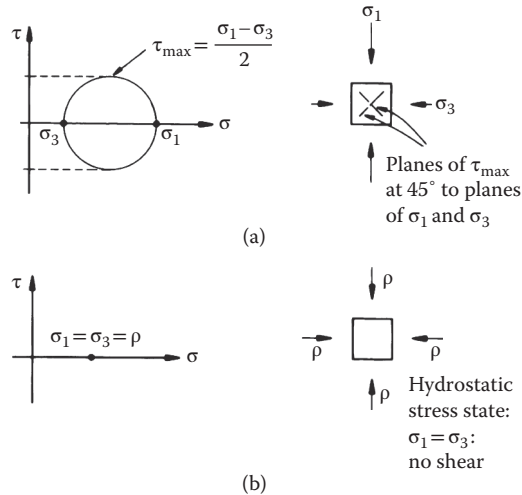 τ
τmax = σ1 – σ3 / 2
σ3
σ1
σ
σ1
σ3
Planes of τmax
at 45° to planes
of σ1 and σ3
(a)
τ
σ1 = σ3 = ρ
σ
ρ
ρ
ρ
ρ
Hydrostatic
stress state:
σ1 = σ3:
no shear
(b)